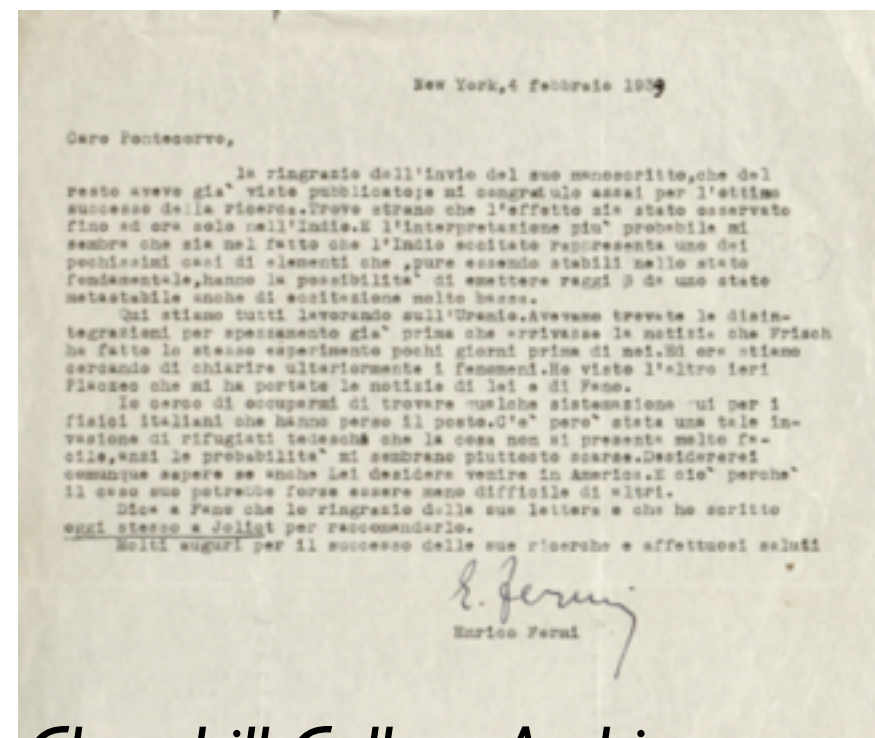 New York,4 febbraio 1939
Caro Pontecorvo,
la ringrazio dell'invio del suo manoscritto,che del
resto avevo gia` visto pubblicato;e mi congratulo assai per l'ottimo
successo della ricerca.Trovo strano che l'effetto sia stato osservato
fino ad ora solo nell'Indio.E l'interpretazione piu` probabile mi
sembra che sia nel fatto che l'Indio eccitato rappresenta uno dei
pochissimi casi di elementi che ,pure essendo stabili nello stato
fondamentale,hanno la possibilita` di emettere raggi β da uno stato
metastabile anche di eccitazione molto bassa.
Qui stiamo tutti lavorando sull'Uranio.Avevamo trovate le disin-
tegrazioni per spezzamento gia` prima che arrivasse la notizia che Frisch
ha fatto lo stesso esperimento pochi giorni prima di noi.Ed ora stiamo
cercando di chiarire ulteriormente i fenomeni.Ho visto l'altro ieri
Placzec che mi ha portate le notizie di lei e di Fano.
Io cerco di occuparmi di trovare qualche sistemazione qui per i
fisici italiani che hanno perso il posto.C'e` pero` stata una tale in-
vasione di rifugiati tedeschi che la cosa non si presenta molto fa-
cile,anzi le probabilita` mi sembrano piuttosto scarse.Desidererei
comunque sapere se anche Lei desidera venire in America.E cio` perche`
il caso suo potrebbe forse essere meno difficile di altri.
Dica a Fano che lo ringrazio della sua lettera e che ho scritto
oggi stesso a Joliot per raccomandarlo.
Molti auguri per il successo delle sue ricerche e affettuosi saluti
E. Fermi
Enrico Fermi